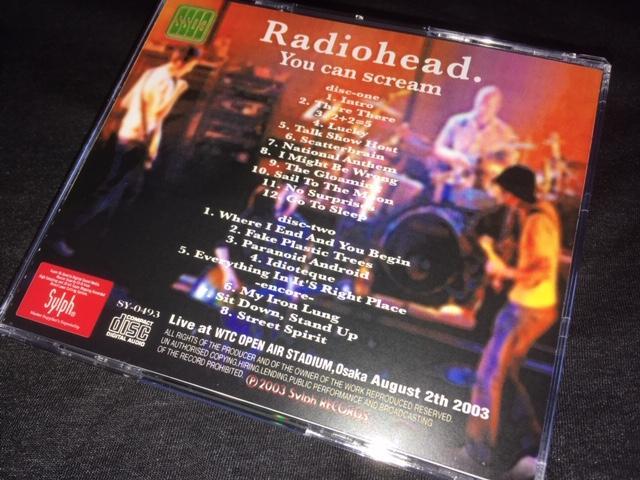 Radiohead.
You can scream
disc-one
1. Intro
2. There There
3. 2+2=5
4. Lucky
5. Talk Show Host
6. Scatterbrain
7. National Anthem
8. I Might Be Wrong
9. The Gloaming
10. Sail To The Moon
11. No Surprises
12. Go To Sleep
disc-two
1. Where I End And You Begin
2. Fake Plastic Trees
3. Paranoid Android
4. Idioteque
5. Everything In It'S Right Place
-encore-
6. My Iron Lung
7. Sit Down, Stand Up
8. Street Spirit
Sylph®
SY-0493
COMPACT
disc
DIGITAL AUDIO
Live at WTC OPEN AIR STADIUM,Osaka August 2th 2003
ALL RIGHTS OF THE PRODUCER AND OF THE OWNER OF THE WORK REPRODUCED RESERVED.
UN AUTHORISED COPYING,HIRING,LENDING,PUBLIC PERFORMANCE AND BROADCASTING
OF THE RECORD PROHIBITED.
℗ 2003 Sylph RECORDS